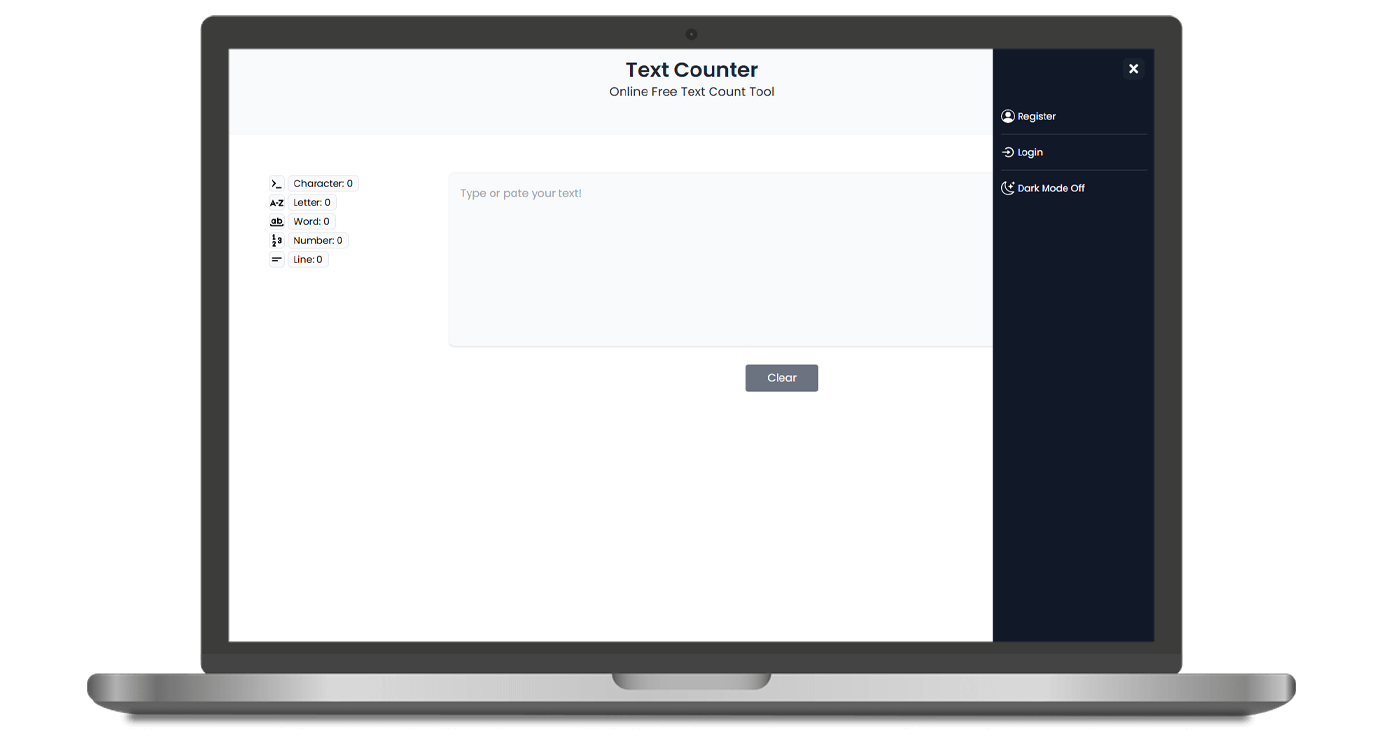 Text Counter
Online Free Text Count Tool
Register
Login
Dark Mode Off
Character: 0
A-Z Letter: 0
ab Word: 0
123 Number: 0
Line: 0
Type or pate your text!
Clear